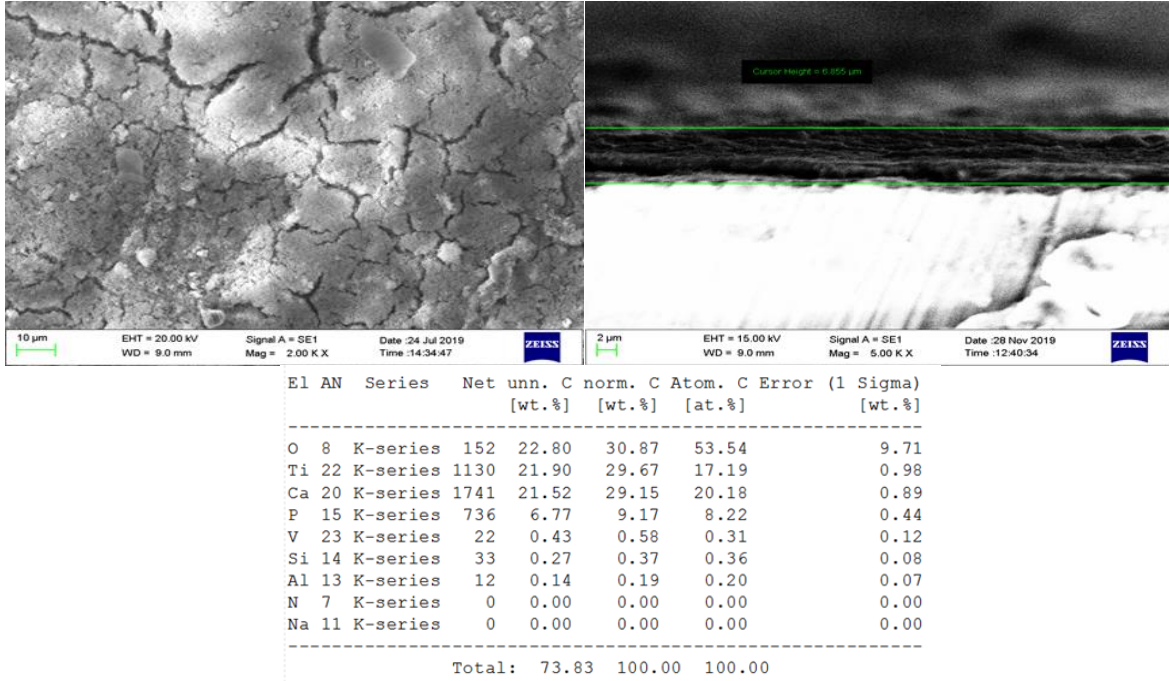 Cursor Height = 6.855 µm
10 µm
EHT = 20.00 kV Signal A = SE1 Date :24 Jul 2019
WD = 9.0 mm Mag = 2.00 K X Time :14:34:47
ZEISS
2 µm
EHT = 15.00 kV Signal A = SE1 Date :28 Nov 2019
WD = 9.0 mm Mag = 5.00 K X Time :12:40:34
ZEISS
El AN Series Net unn. C norm. C Atom. C Error (1 Sigma)
[wt.%] [wt.%] [at.%] [wt.%]
O 8 K-series 152 22.80 30.87 53.54 9.71
Ti 22 K-series 1130 21.90 29.67 17.19 0.98
Ca 20 K-series 1741 21.52 29.15 20.18 0.89
P 15 K-series 736 6.77 9.17 8.22 0.44
V 23 K-series 22 0.43 0.58 0.31 0.12
Si 14 K-series 33 0.27 0.37 0.36 0.08
Al 13 K-series 12 0.14 0.19 0.20 0.07
N 7 K-series 0 0.00 0.00 0.00 0.00
Na 11 K-series 0 0.00 0.00 0.00 0.00
Total: 73.83 100.00 100.00